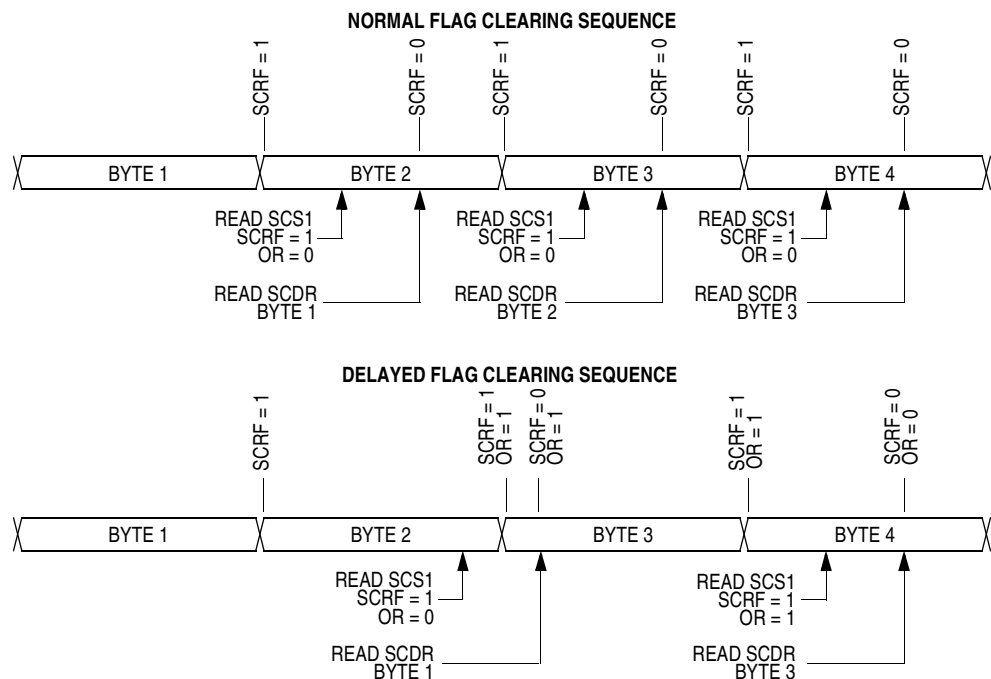 NORMAL FLAG CLEARING SEQUENCE
SCRF = 1
SCRF = 0
SCRF = 1
SCRF = 0
SCRF = 1
SCRF = 0
BYTE 1
BYTE 2
BYTE 3
BYTE 4
READ SCS1
SCRF = 1
OR = 0
READ SCS1
SCRF = 1
OR = 0
READ SCS1
SCRF = 1
OR = 0
READ SCDR
BYTE 1
READ SCDR
BYTE 2
READ SCDR
BYTE 3
DELAYED FLAG CLEARING SEQUENCE
SCRF = 1
SCRF = 1
OR = 1
SCRF = 0
OR = 1
SCRF = 1
OR = 1
SCRF = 0
OR = 0
BYTE 1
BYTE 2
BYTE 3
BYTE 4
READ SCS1
SCRF = 1
OR = 0
READ SCS1
SCRF = 1
OR = 1
READ SCDR
BYTE 1
READ SCDR
BYTE 3